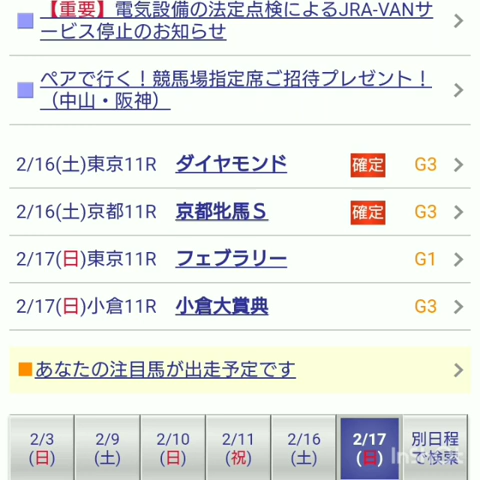 【重要】電気設備の法定点検によるJRA-VANサ
ービス停止のお知らせ
ペアで行く！競馬場指定席ご招待プレゼント！
（中山・阪神）
2/16(土)東京11R ダイヤモンド 確定 G3
2/16(土)京都11R 京都牝馬Ｓ 確定 G3
2/17(日)東京11R フェブラリー G1
2/17(日)小倉11R 小倉大賞典 G3
あなたの注目馬が出走予定です
2/3 2/9 2/10 2/11 2/16 2/17 別日程
(日) (土) (日) (祝) (土) (日) を検索